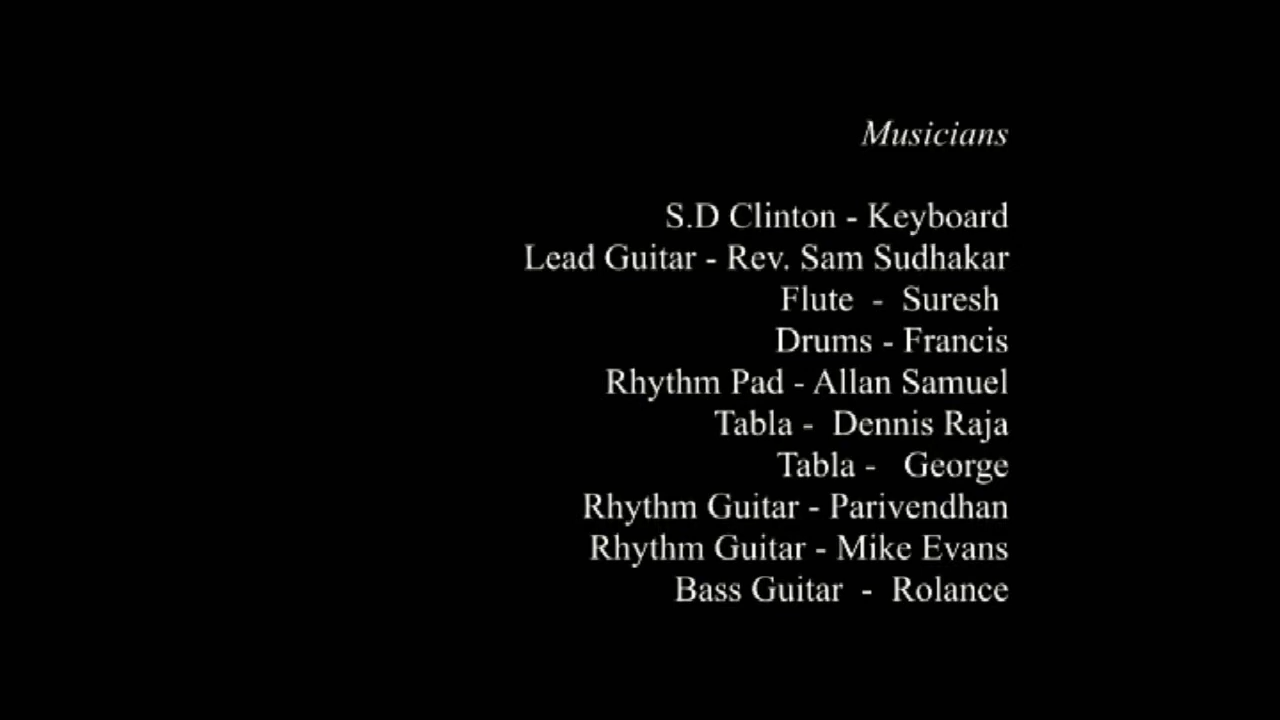 Musicians
S.D Clinton - Keyboard
Lead Guitar - Rev. Sam Sudhakar
Flute  -  Suresh
Drums - Francis
Rhythm Pad - Allan Samuel
Tabla -  Dennis Raja
Tabla -   George
Rhythm Guitar - Parivendhan
Rhythm Guitar - Mike Evans
Bass Guitar  -  Rolance